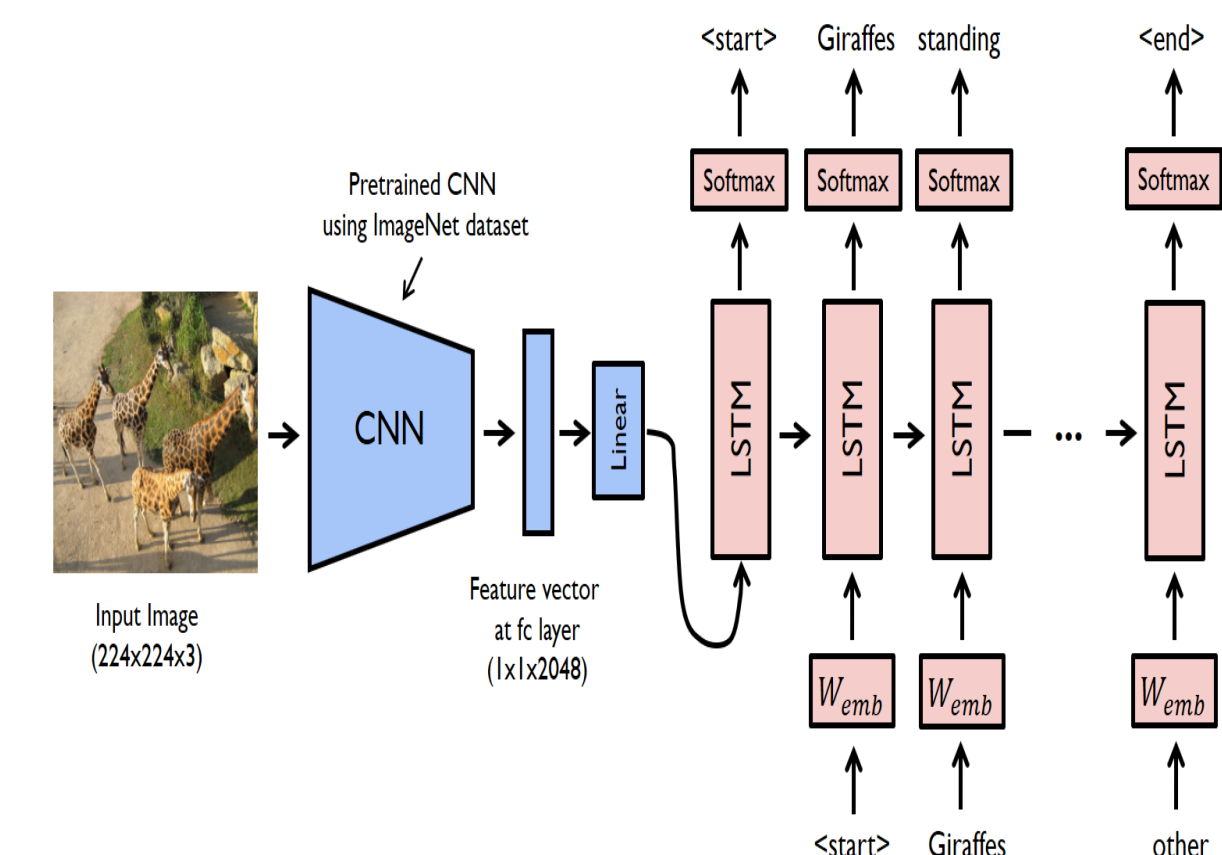 <start> Giraffes standing <end>
Softmax Softmax Softmax Softmax
Pretrained CNN
using ImageNet dataset
CNN
Linear
LSTM LSTM LSTM ... LSTM
Input Image
(224x224x3)
Feature vector
at fc layer
(1x1x2048)
W_emb W_emb W_emb
<start> Giraffes other